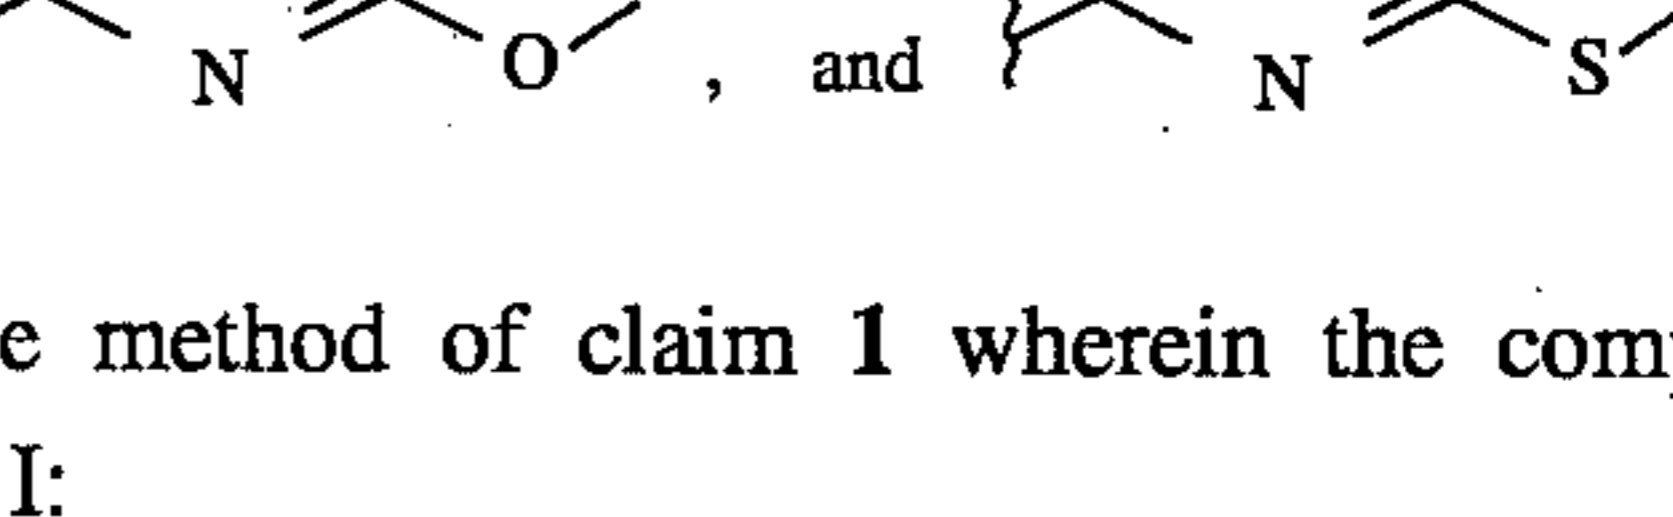 N O , and N S
e method of claim 1 wherein the com
I: